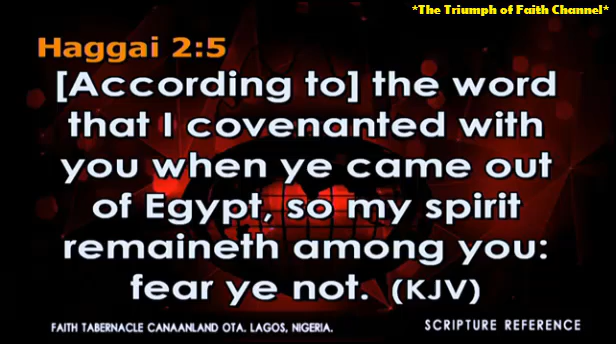 *The Triumph of Faith Channel*
Haggai 2:5
[According to] the word
that I covenanted with
you when ye came out
of Egypt, so my spirit
remaineth among you:
fear ye not. (KJV)
FAITH TABERNACLE CANAANLAND OTA. LAGOS, NIGERIA.
SCRIPTURE REFERENCE